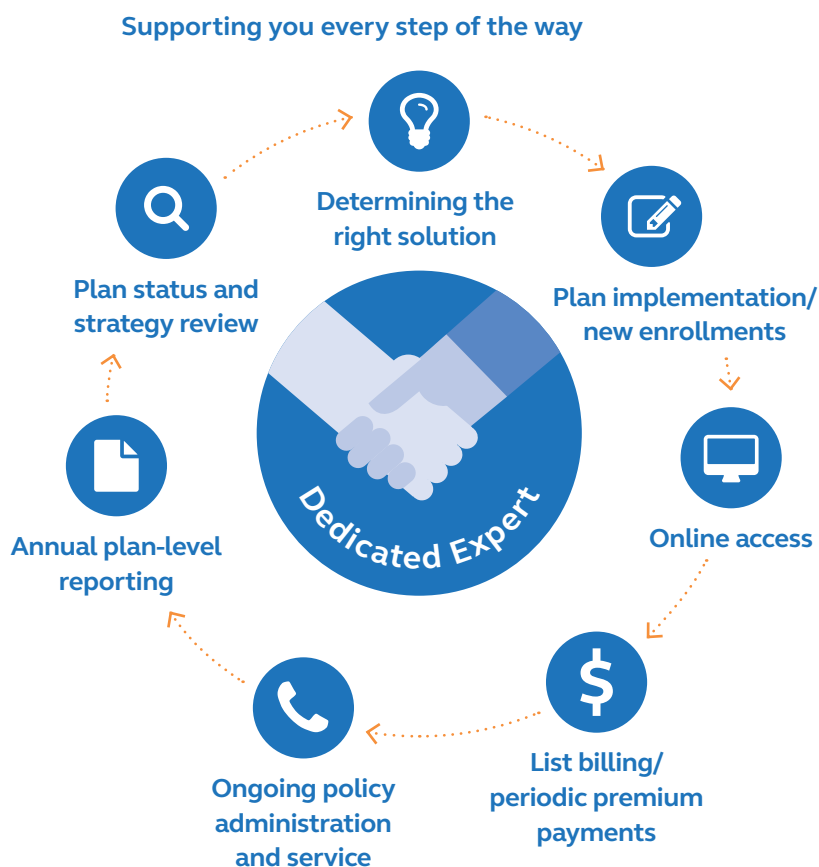 Supporting you every step of the way
Determining the
right solution
Plan implementation/
new enrollments
Online access
$
List billing/
periodic premium
payments
Ongoing policy
administration
and service
Annual plan-level
reporting
Plan status and
strategy review
Dedicated Expert